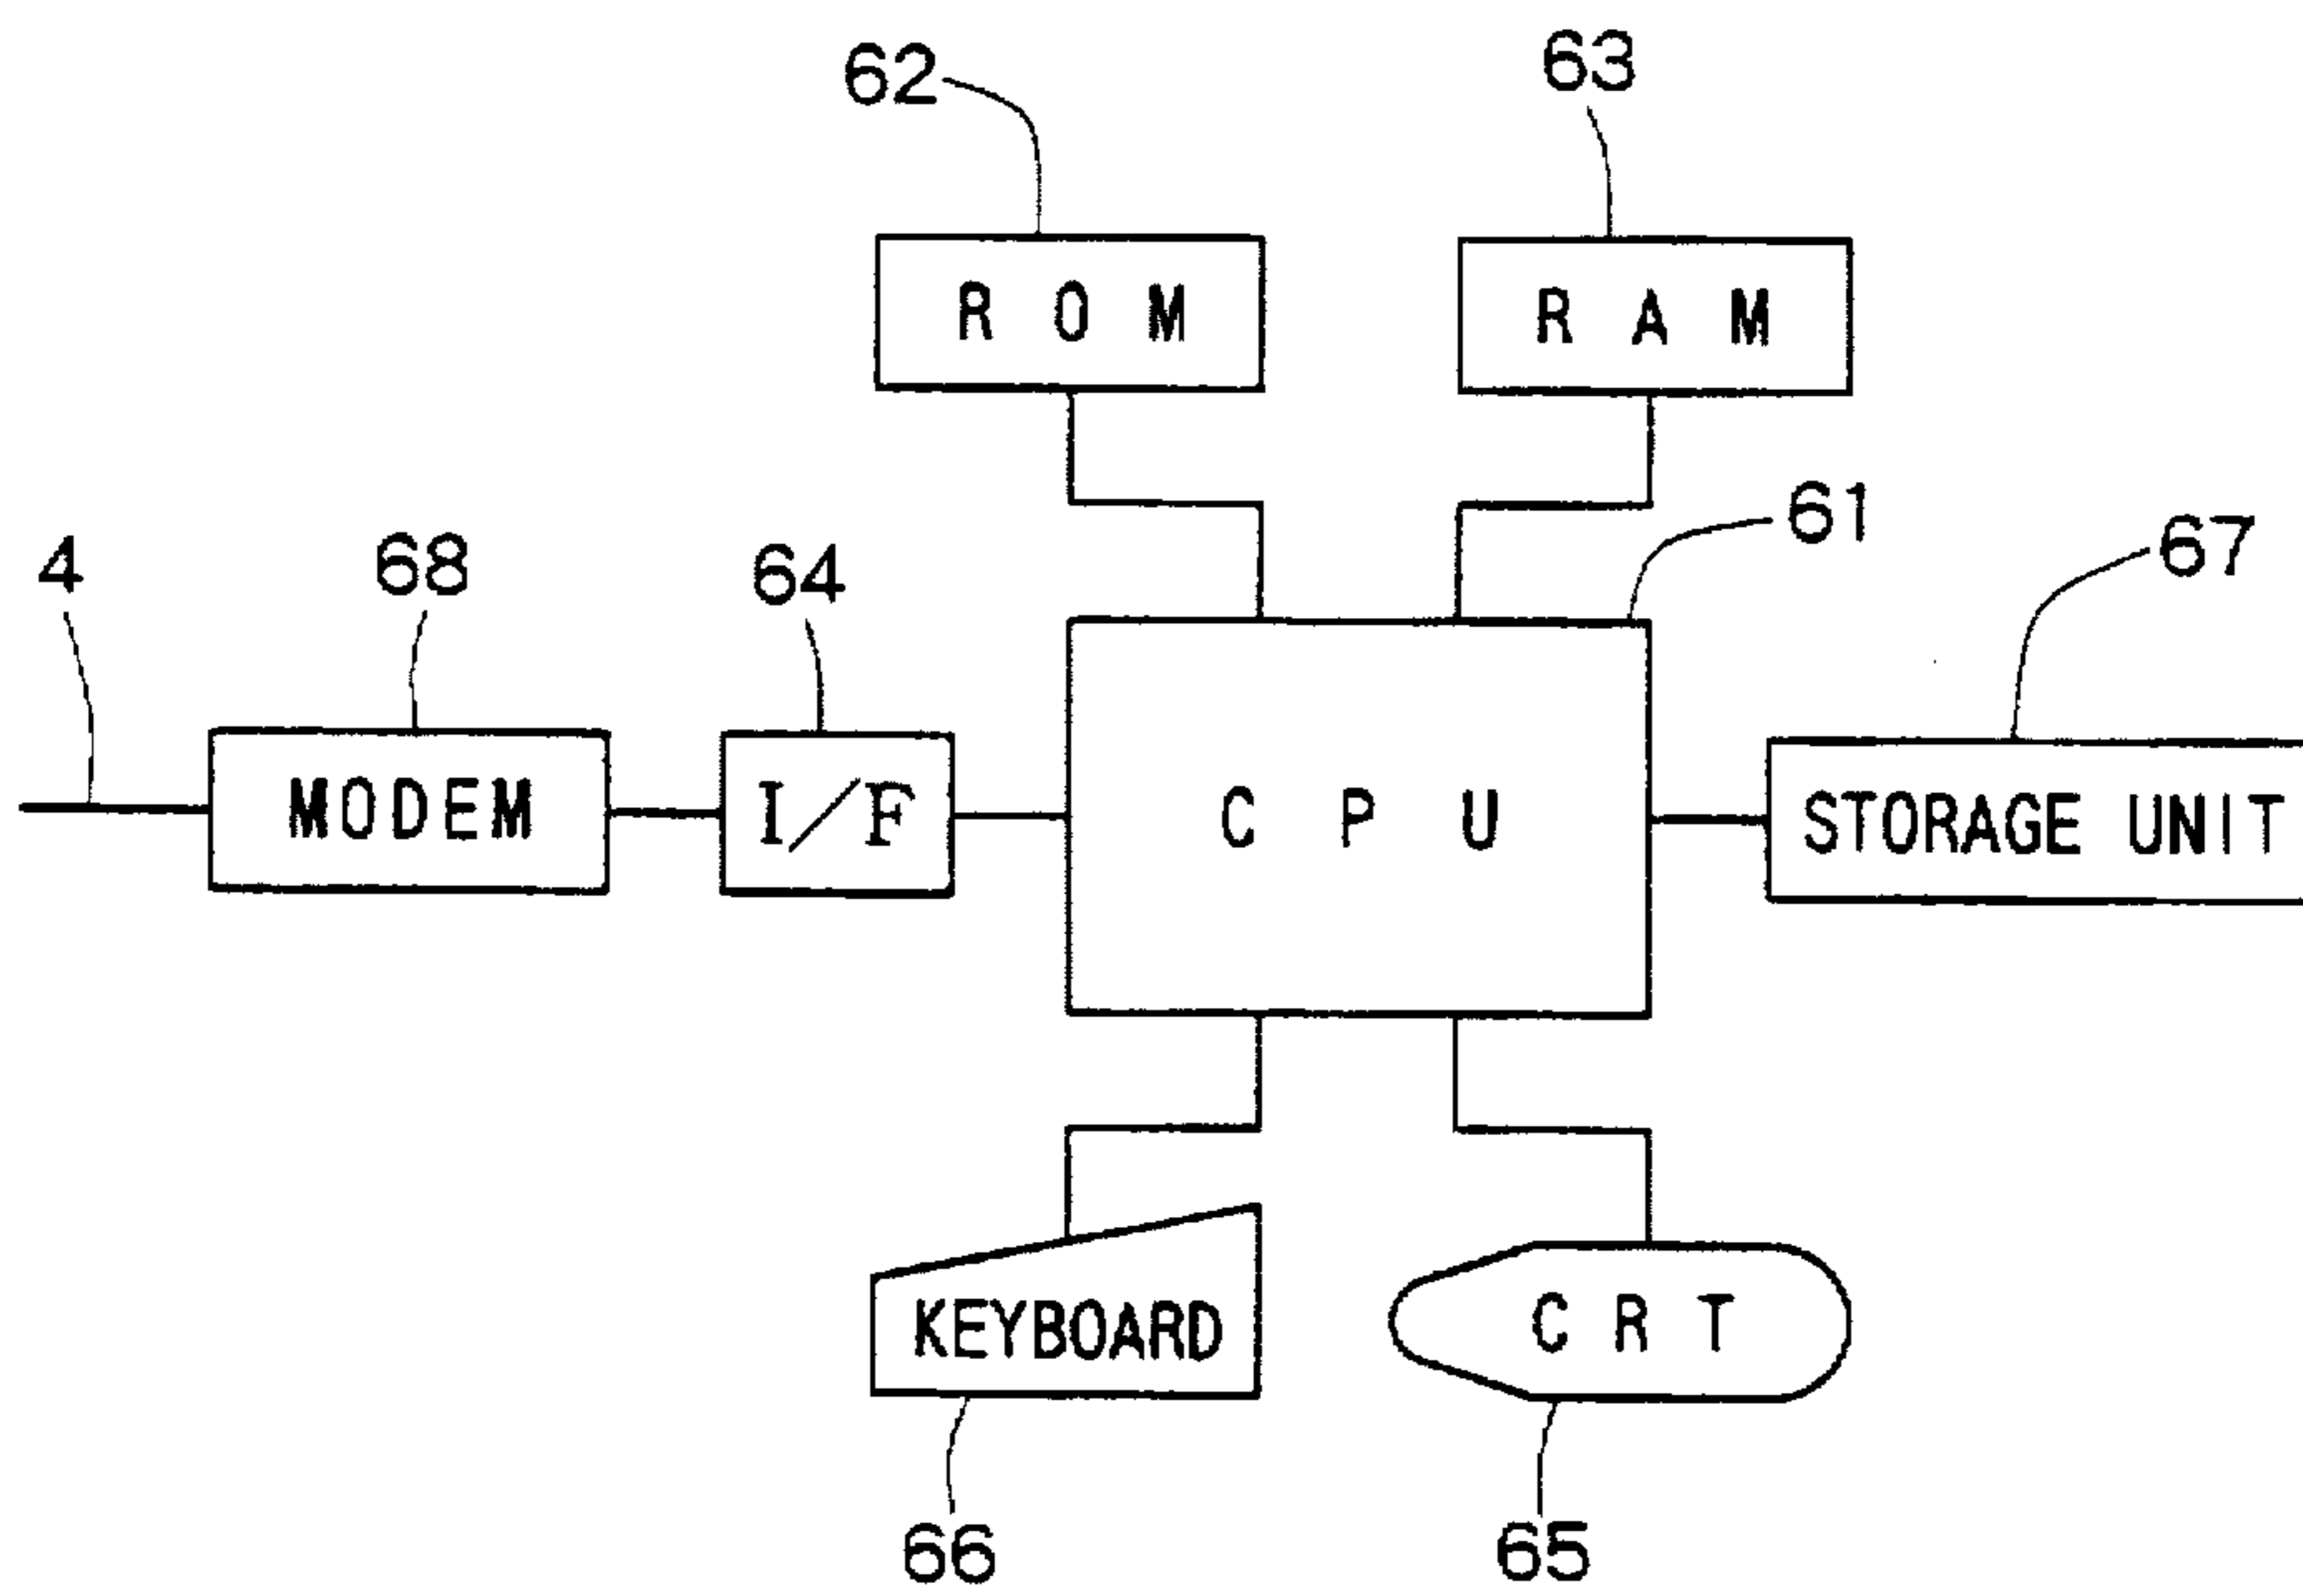 62
63
R O M
R A M
61
4
68
64
67
MODEM
I/F
C P U
STORAGE UNIT
KEYBOARD
C R T
66
65